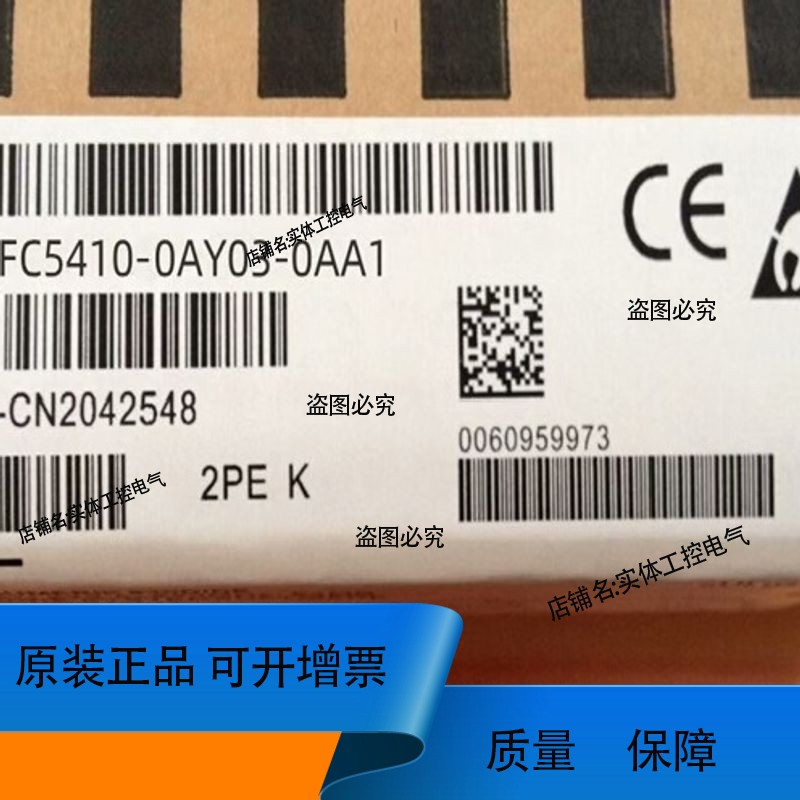 FC5410-0AY03-0AA1
店铺名:实体工控电气
CE
盗图必究
-CN2042548
盗图必究
0060959973
2PE K
店铺名:实体工控电气
盗图必究
店铺名:实体工控电气
原装正品 可开增票
质量 保障